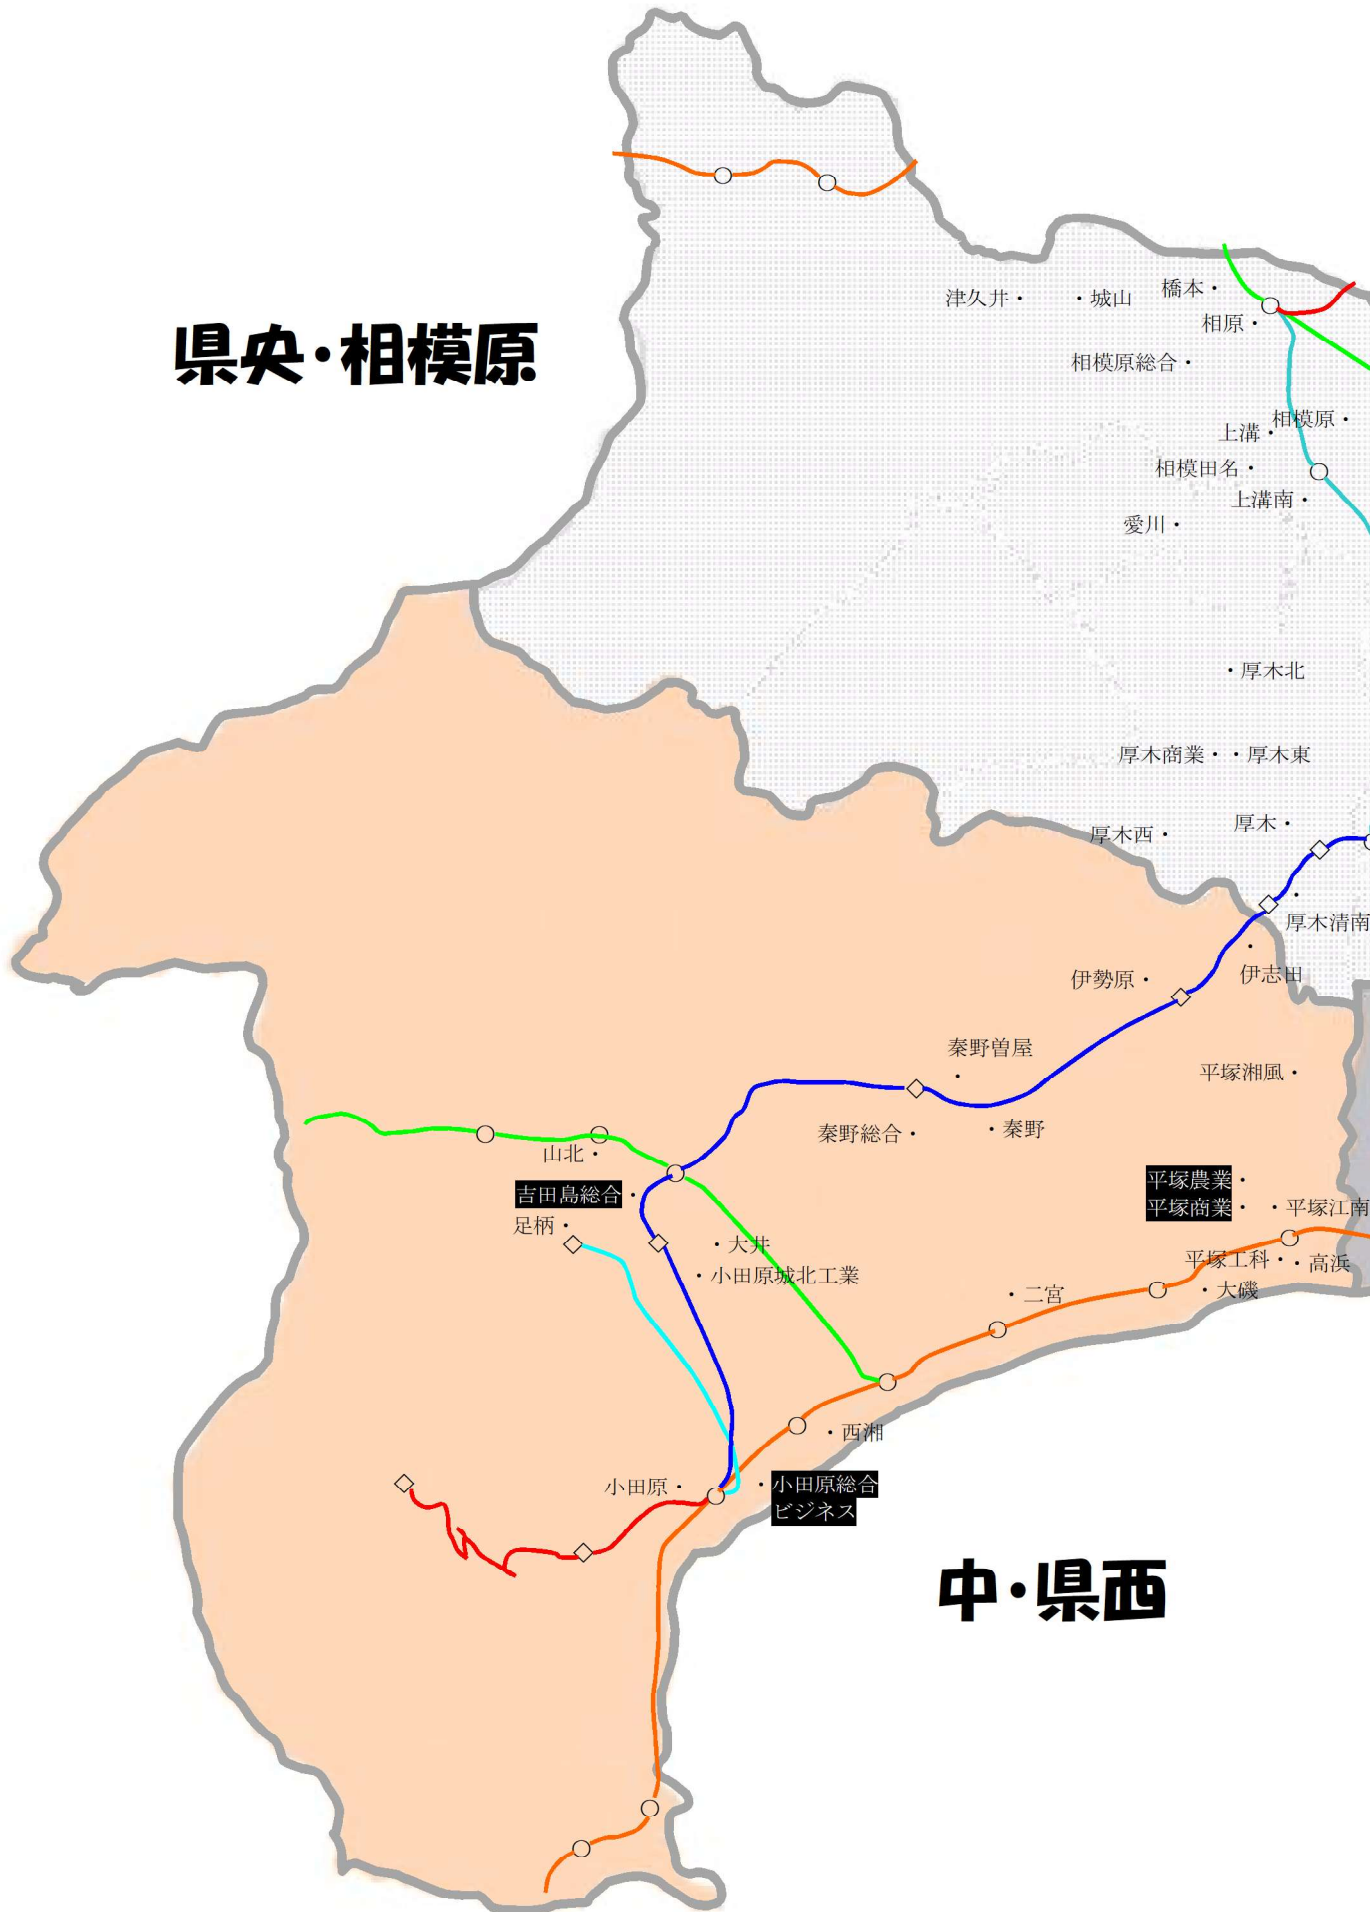 橋本・
津久井・
・城山
相原・
県央・相模原
相模原総合・
相模原・
上溝・
相模田名・
上溝南・
愛川・
・厚木北
厚木商業・
・厚木東
厚木・
厚木西・
厚木清南
伊志田
伊勢原・
秦野曽屋
平塚湘風・
秦野総合・
・秦野
山北・
平塚農業・
吉田島総合・
平塚商業・
・平塚江南
足柄・
・大井
平塚工科・
・高浜
・小田原城北工業
・大磯
・二宮
・西湘
小田原・
・小田原総合
ビジネス
中・県西